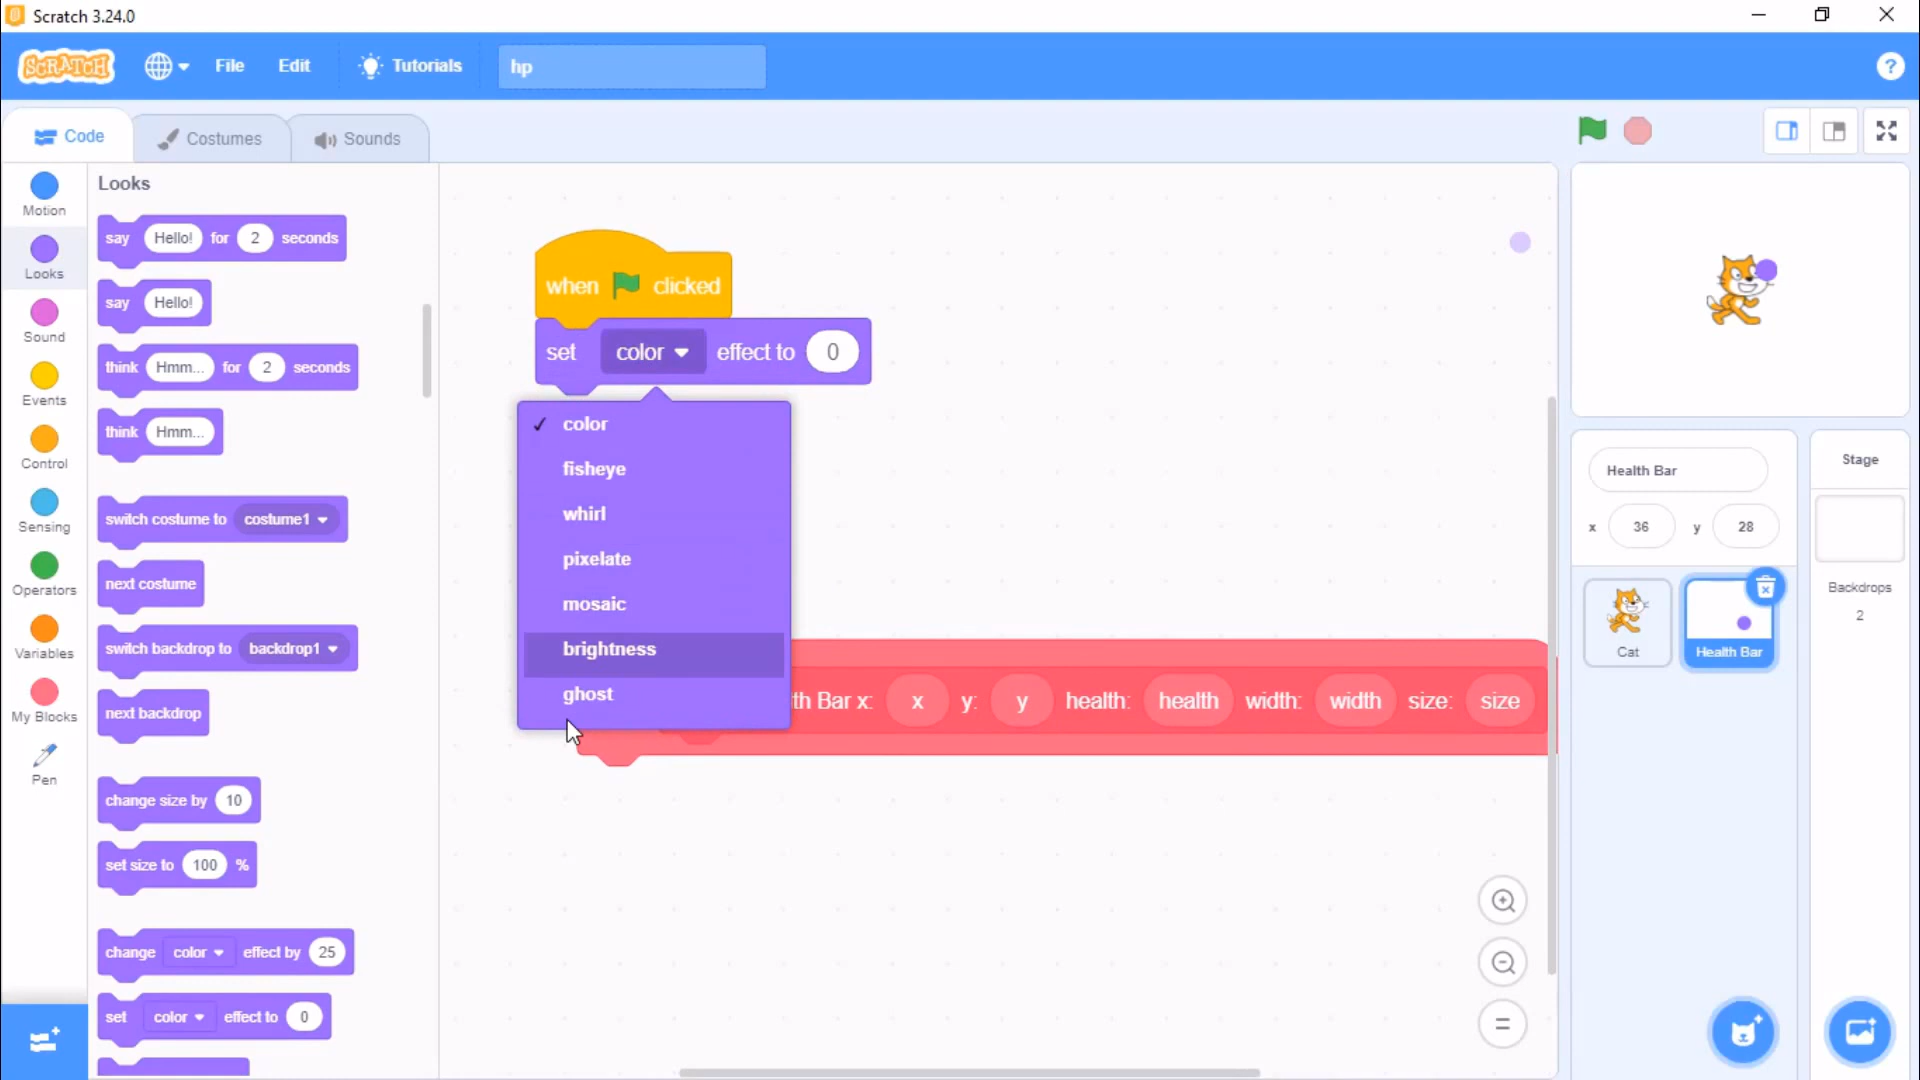 Scratch 3.24.0
SCRATCH
File
Edit
Tutorials
hp
?
Code
Costumes
Sounds
Motion
Looks
Sound
Events
Control
Sensing
Operators
Variables
My Blocks
Pen
Looks
say Hello! for 2 seconds
say Hello!
think Hmm... for 2 seconds
think Hmm...
switch costume to costume1
next costume
switch backdrop to backdrop1
next backdrop
change size by 10
set size to 100 %
change color effect by 25
set color effect to 0
when clicked
set color effect to 0
✓ color
fisheye
whirl
pixelate
mosaic
brightness
ghost
th Bar x: x y: y health: health width: width size: size
Health Bar
x 36 y 28
Cat
Health Bar
Stage
Backdrops
2